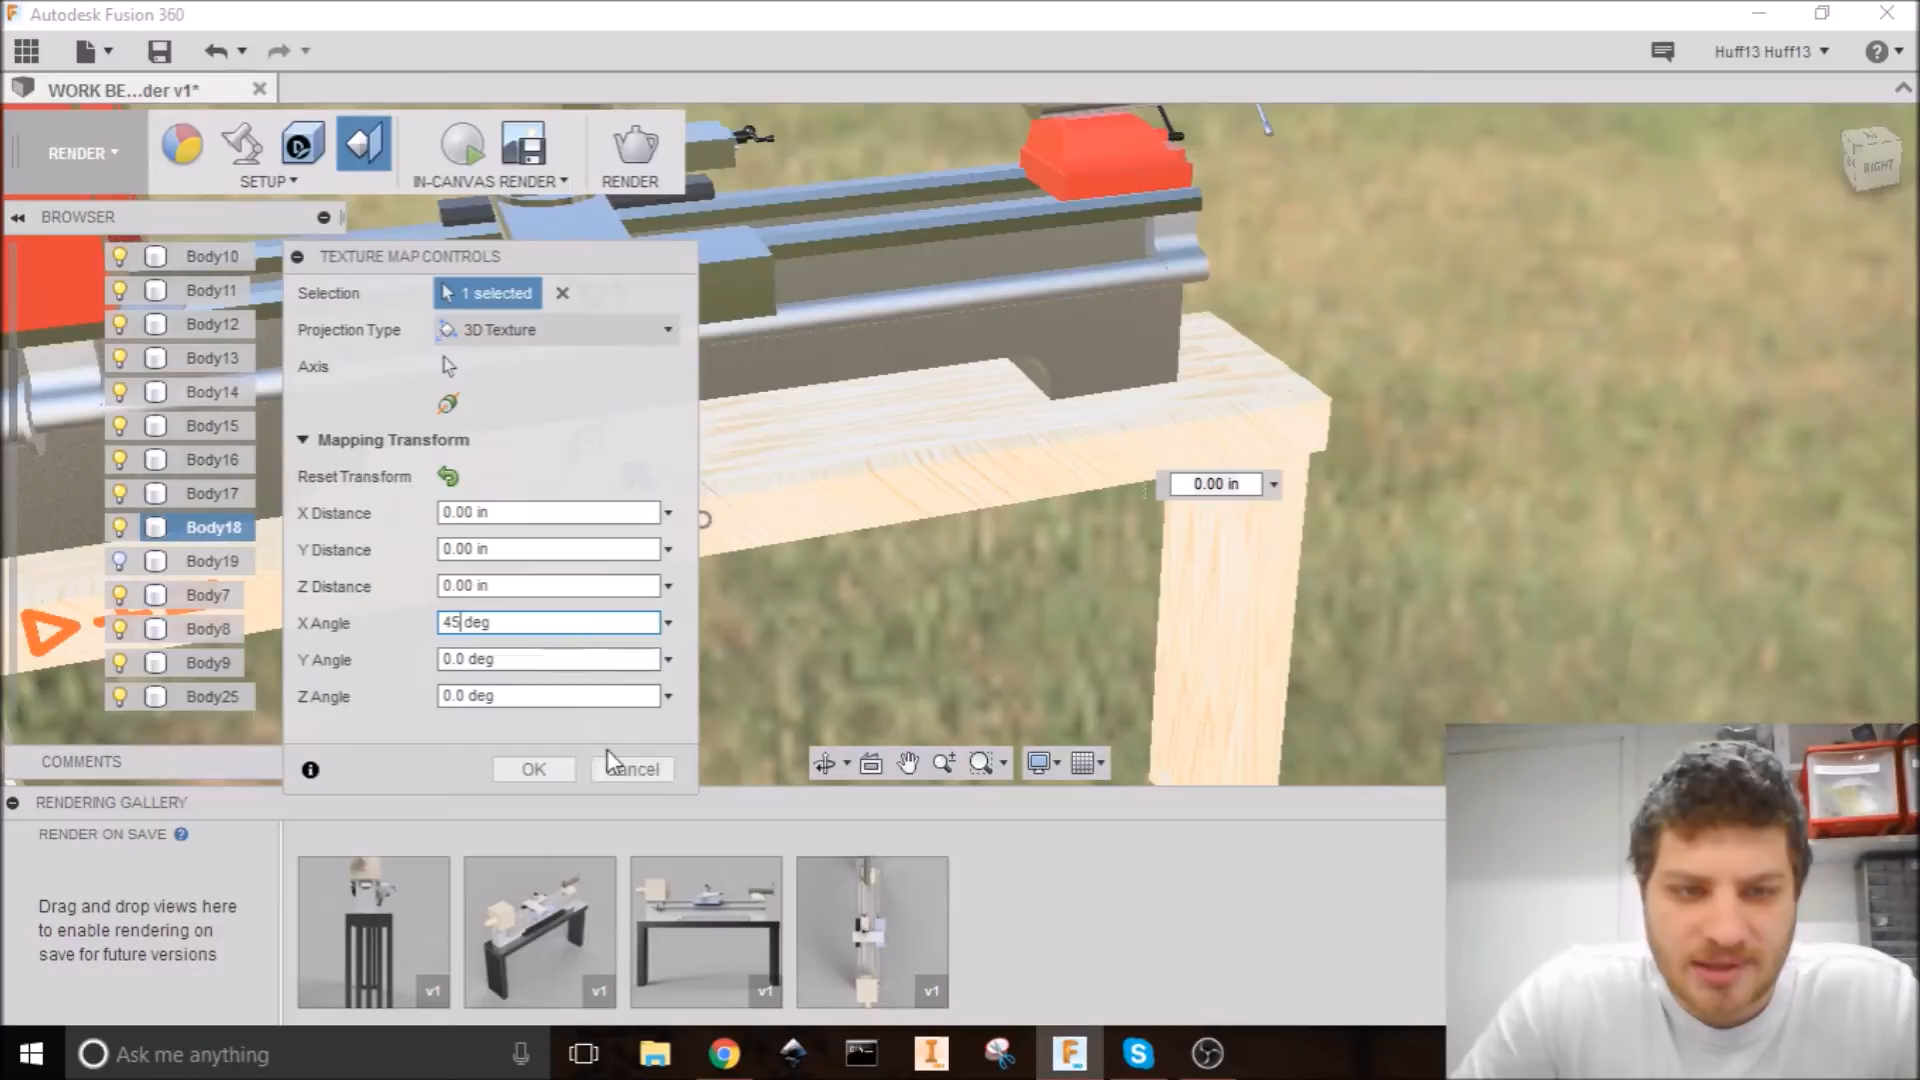 Autodesk Fusion 360
Huff13 Huff13
WORK BE...der v1*
RENDER
SETUP
IN-CANVAS RENDER
RENDER
RIGHT
BROWSER
Body10
Body11
Body12
Body13
Body14
Body15
Body16
Body17
Body18
Body19
Body7
Body8
Body9
Body25
TEXTURE MAP CONTROLS
Selection
1 selected
Projection Type
3D Texture
Axis
Mapping Transform
Reset Transform
X Distance
0.00 in
Y Distance
0.00 in
Z Distance
0.00 in
X Angle
45 deg
Y Angle
0.0 deg
Z Angle
0.0 deg
OK
Cancel
0.00 in
COMMENTS
RENDERING GALLERY
RENDER ON SAVE
Drag and drop views here
to enable rendering on
save for future versions
v1
v1
v1
v1
Ask me anything